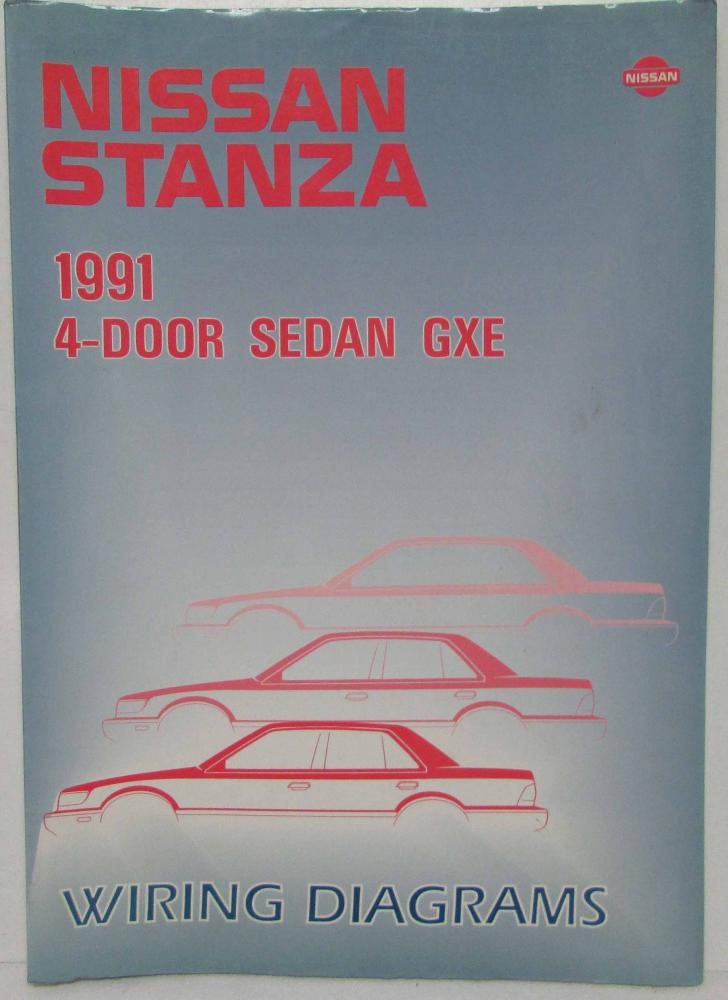 NISSAN
NISSAN
STANZA
1991
4-DOOR SEDAN GXE
WIRING DIAGRAMS